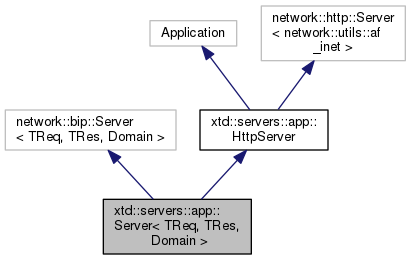 Application
network::http::Server
< network::utils::af
_inet >
network::bip::Server
< TReq, TRes, Domain >
xtd::servers::app::
HttpServer
xtd::servers::app::
Server< TReq, TRes,
Domain >